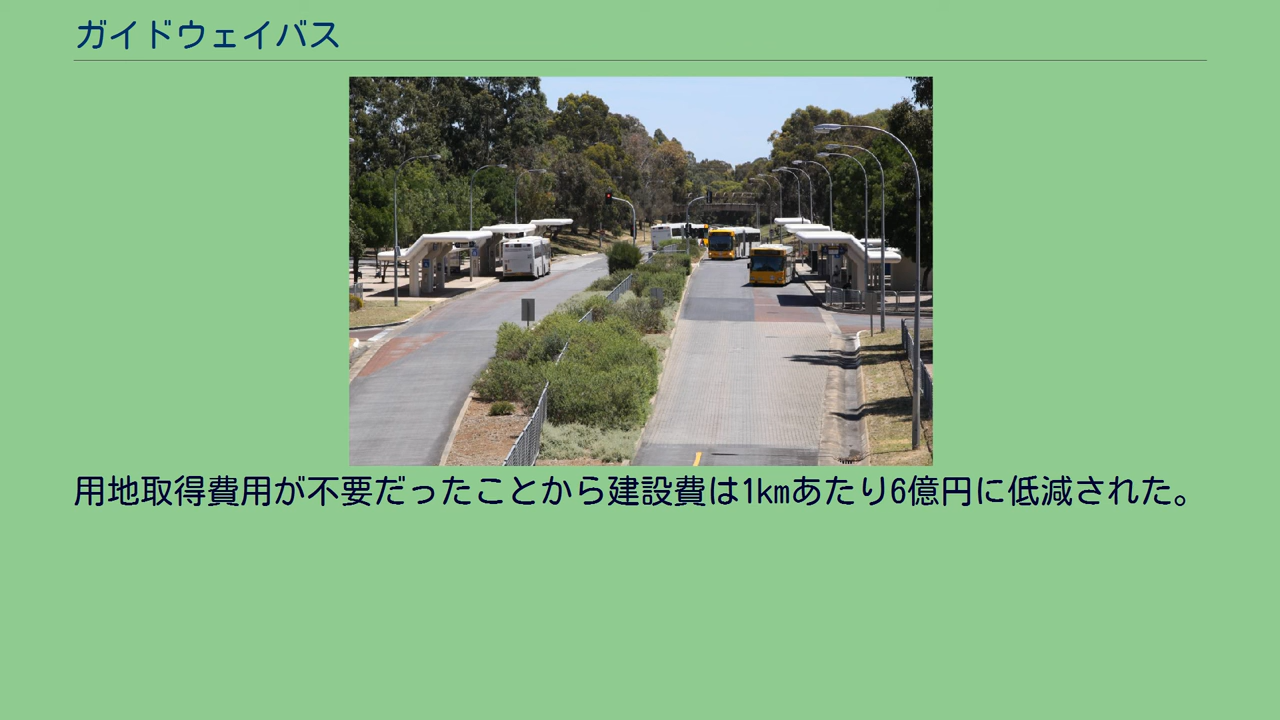 ガイドウェイバス
用地取得費用が不要だったことから建設費は1kmあたり6億円に低減された。